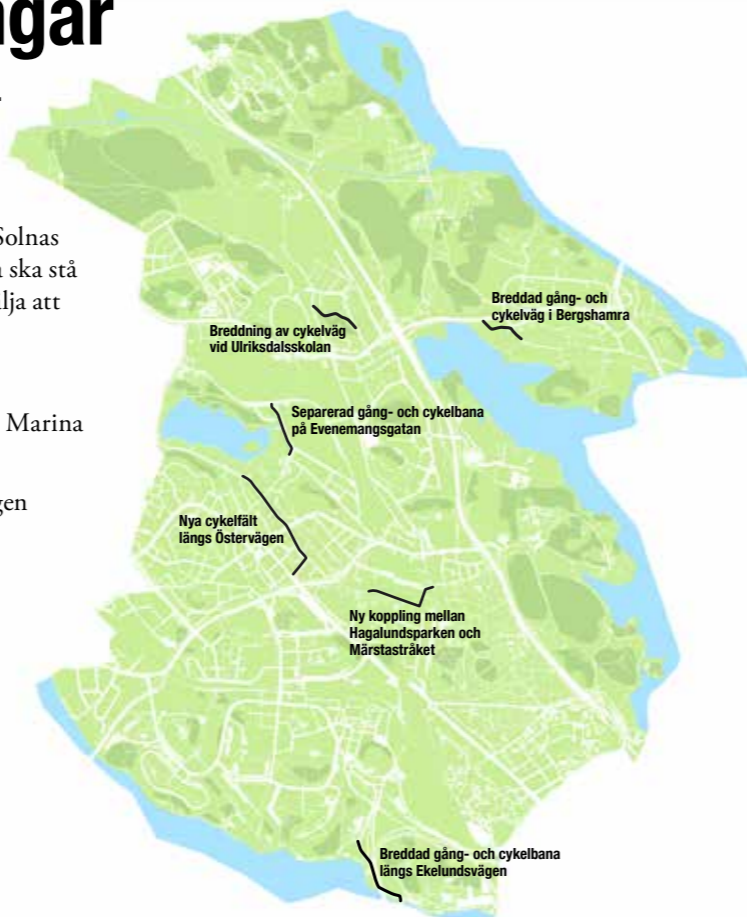 ngar
Solnas
ska stå
lja att
Marina
gen
Breddning av cykelväg
vid Ulriksdalsskolan
Breddad gång- och
cykelväg i Bergshamra
Separerad gång- och cykelbana
på Evenemangsgatan
Nya cykelfält
längs Östervägen
Ny koppling mellan
Hagalundsparken och
Märstastråket
Breddad gång- och cykelbana
längs Ekelundsvägen